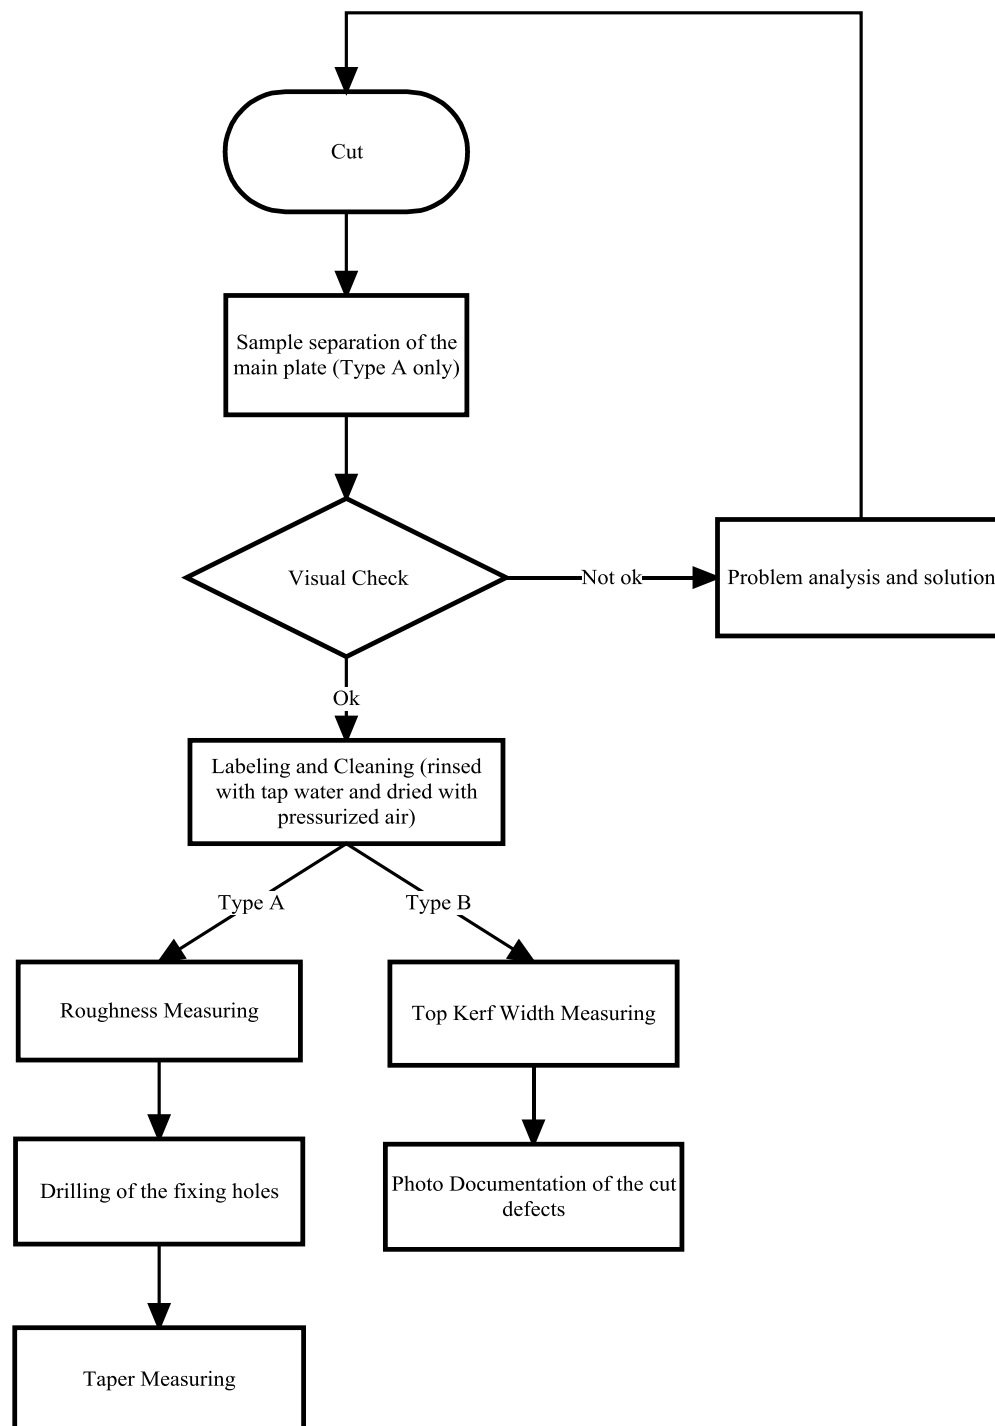 Cut
Sample separation of the
main plate (Type A only)
Visual Check
Not ok
Problem analysis and solution
Ok
Labeling and Cleaning (rinsed
with tap water and dried with
pressurized air)
Type A
Type B
Roughness Measuring
Top Kerf Width Measuring
Drilling of the fixing holes
Photo Documentation of the cut
defects
Taper Measuring